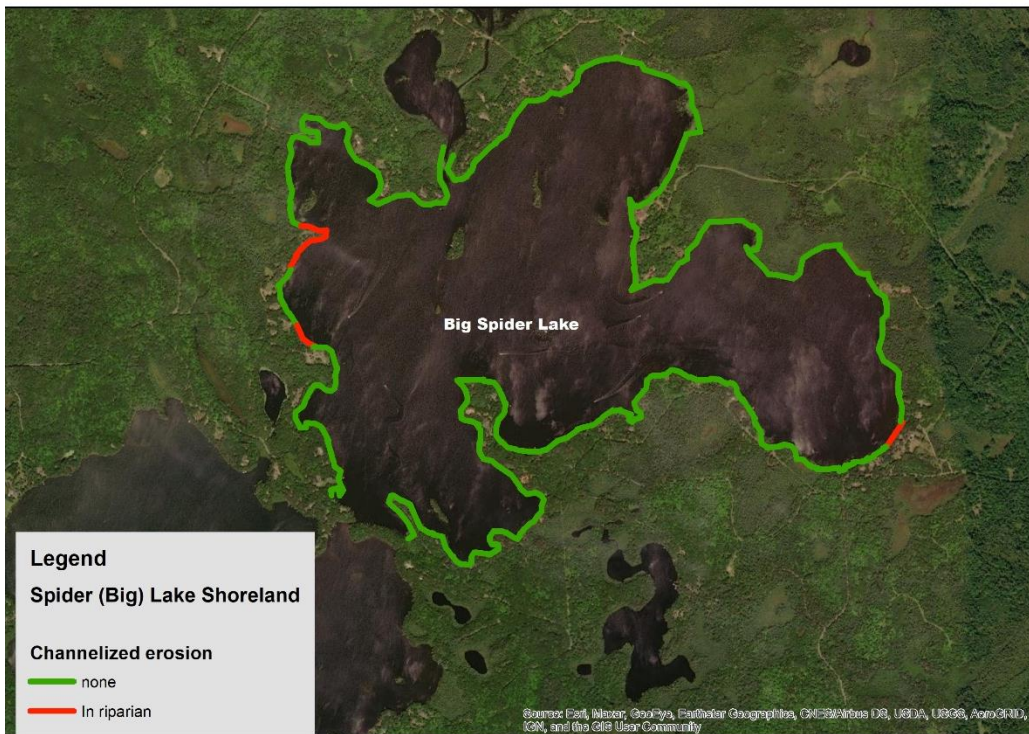 Big Spider Lake
Legend
Spider (Big) Lake Shoreland
Channelized erosion
none
In riparian
Source: Esri, Maxar, GeoEye, Earthstar Geographics, CNES/Airbus DS, USDA, USGS, AeroGRID,
IGN, and the GIS User Community